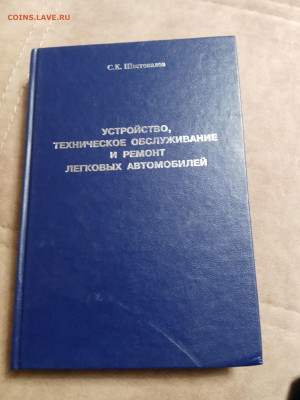 COINS.LAVE.RU
С.К. Шестопалов
УСТРОЙСТВО,
ТЕХНИЧЕСКОЕ ОБСЛУЖИВАНИЕ
И РЕМОНТ
ЛЕГКОВЫХ АВТОМОБИЛЕЙ